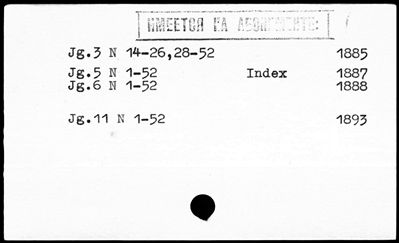 ИМЕЕТСЯ НА АБОНЕМЕНТЕ
Jg.3 N 14-26,28-52 1885
Jg.5 N 1-52 Index 1887
Jg.6 N 1-52 1888
Jg.11 N 1-52 1893